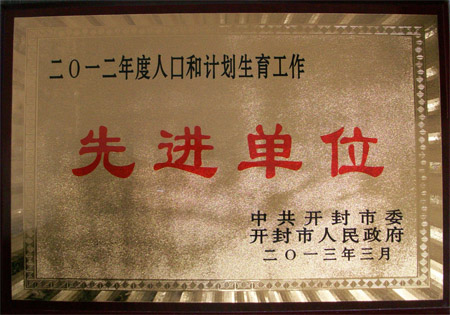 二〇一二年度人口和计划生育工作
先进单位
中共开封市委
开封市人民政府
二〇一三年三月